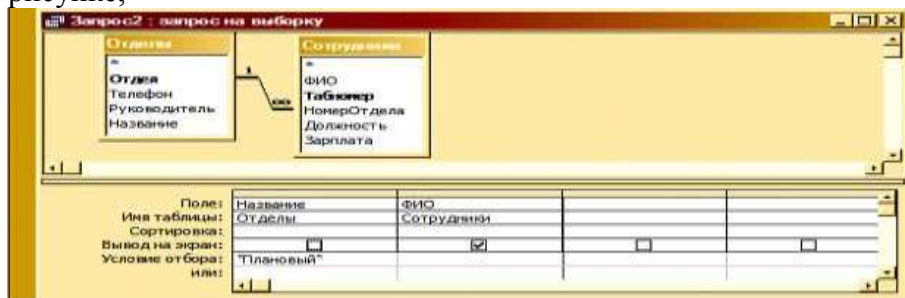 рисунке,
Запрос2 : запрос на выборку
Отделы
*
Отдел
Телефон
Руководитель
Название
1
∞
Сотрудники
*
ФИО
Табномер
НомерОтдела
Должность
Зарплата
Поле: Название ФИО
Имя таблицы: Отделы Сотрудники
Сортировка:
Вывод на экран:
Условие отбора: "Плановый"
или: